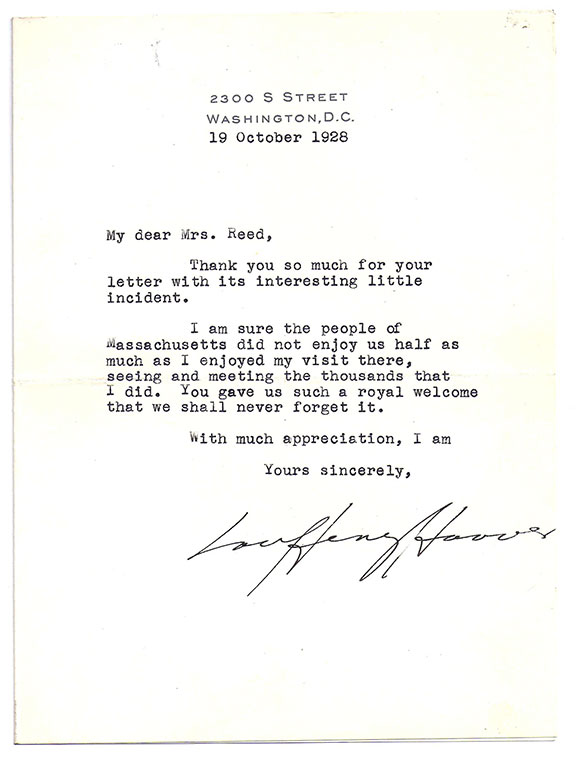 2300 S STREET
WASHINGTON, D.C.
19 October 1928
My dear Mrs. Reed,
Thank you so much for your
letter with its interesting little
incident.
I am sure the people of
Massachusetts did not enjoy us half as
much as I enjoyed my visit there,
seeing and meeting the thousands that
I did. You gave us such a royal welcome
that we shall never forget it.
With much appreciation, I am
Yours sincerely,
Lou Henry Hoover